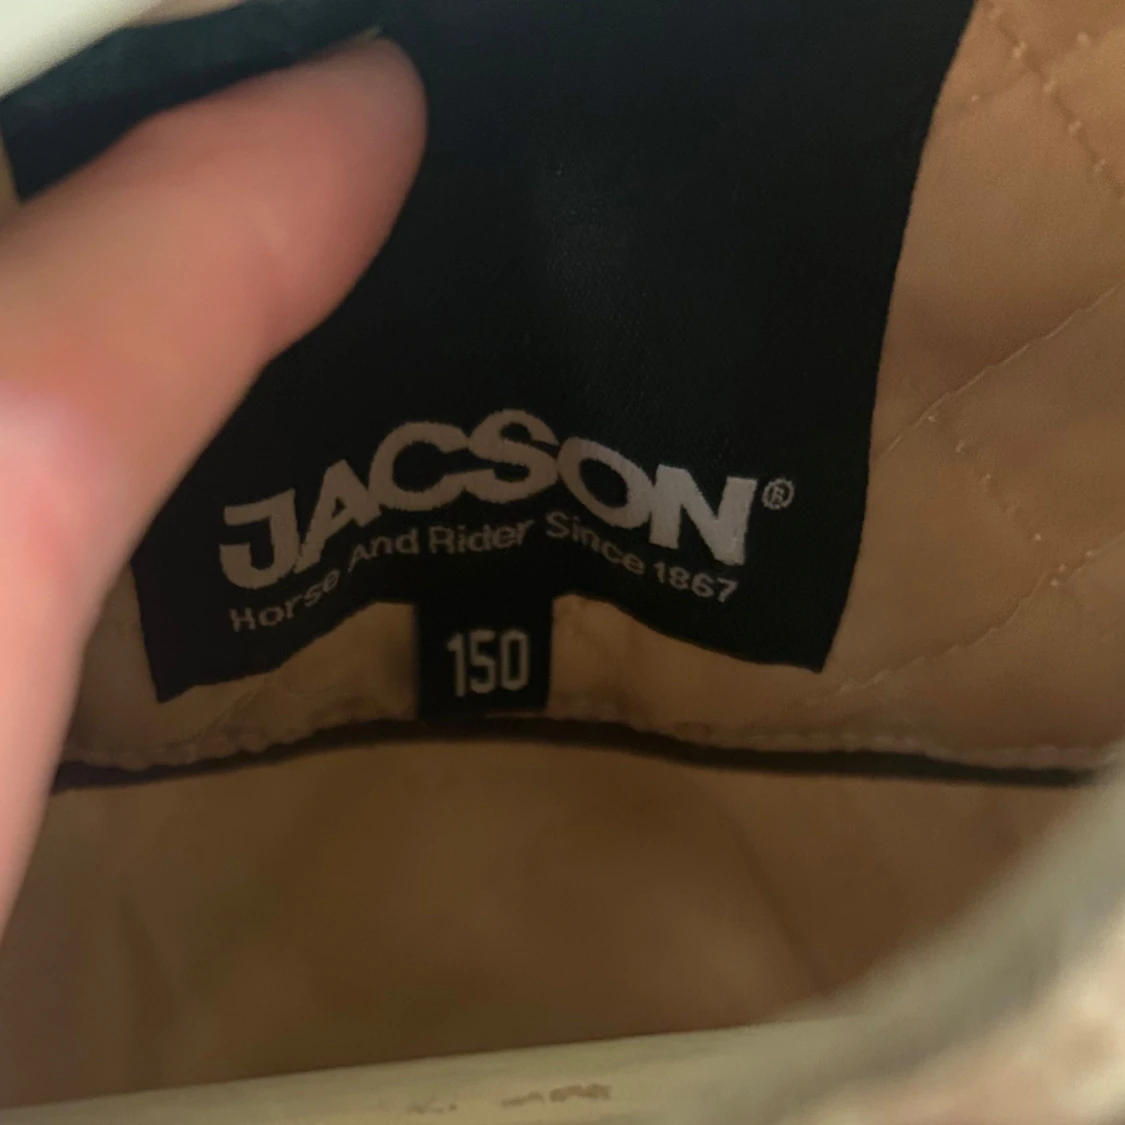 JACSON®
Horse And Rider Since 1867
150